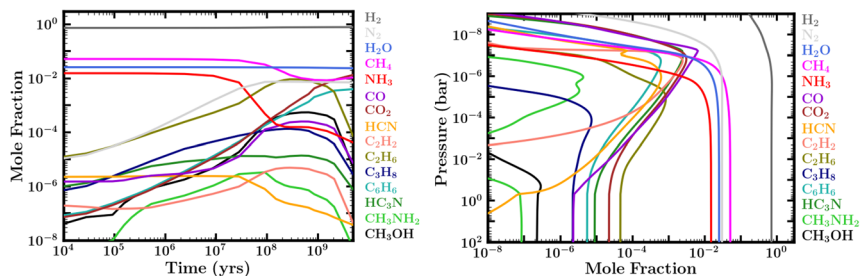 10⁰
10⁻²
10⁻⁴
10⁻⁶
10⁻⁸
Mole Fraction
10⁴
10⁵
10⁶
10⁷
10⁸
10⁹
Time (yrs)
H₂
N₂
H₂O
CH₄
NH₃
CO
CO₂
HCN
C₂H₂
C₂H₆
C₃H₈
C₆H₆
HC₃N
CH₃NH₂
CH₃OH
10⁻⁸
10⁻⁶
10⁻⁴
10⁻²
10⁰
10²
Pressure (bar)
10⁻⁸
10⁻⁶
10⁻⁴
10⁻²
10⁰
Mole Fraction
H₂
N₂
H₂O
CH₄
NH₃
CO
CO₂
HCN
C₂H₂
C₂H₆
C₃H₈
C₆H₆
HC₃N
CH₃NH₂
CH₃OH